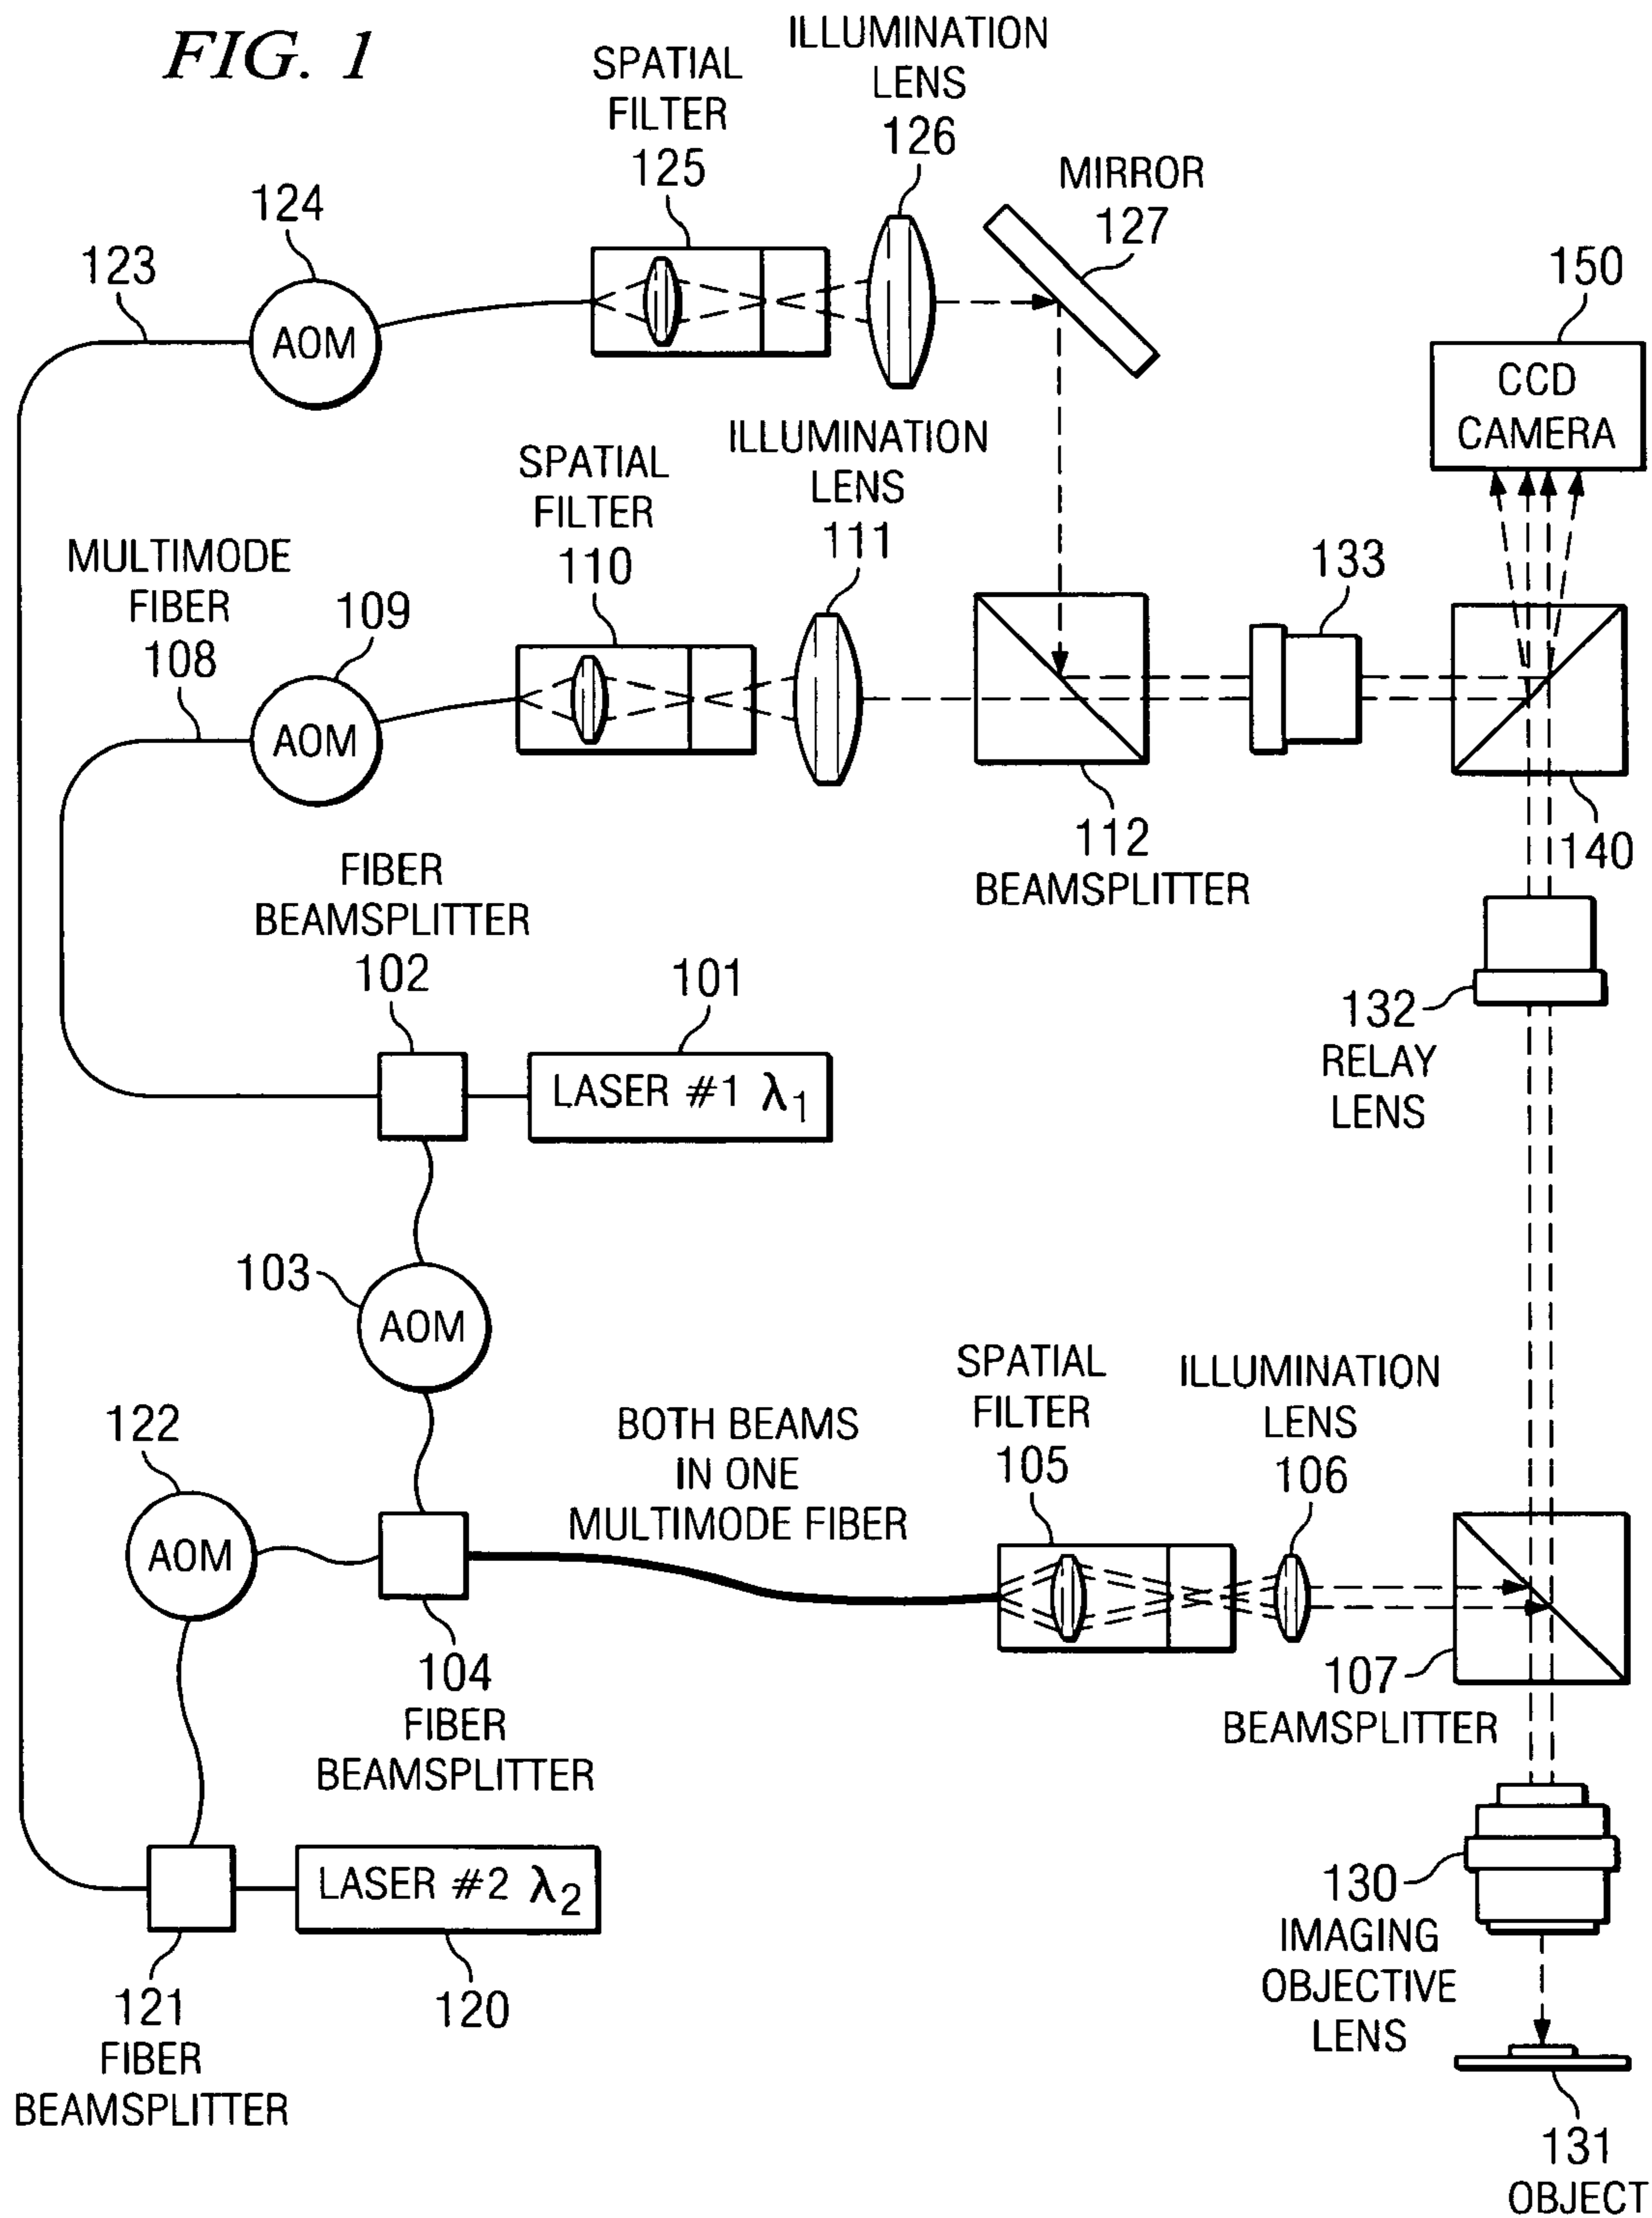 FIG. 1
ILLUMINATION
LENS
126
SPATIAL
FILTER
125
MIRROR
127
124
123
AOM
150
CCD
CAMERA
ILLUMINATION
LENS
111
SPATIAL
FILTER
110
MULTIMODE
FIBER
108
109
AOM
133
112
BEAMSPLITTER
140
FIBER
BEAMSPLITTER
102
101
LASER #1 λ1
132
RELAY
LENS
103
AOM
SPATIAL
FILTER
105
ILLUMINATION
LENS
106
122
AOM
BOTH BEAMS
IN ONE
MULTIMODE FIBER
104
FIBER
BEAMSPLITTER
107
BEAMSPLITTER
LASER #2 λ2
130
IMAGING
OBJECTIVE
LENS
121
FIBER
BEAMSPLITTER
120
131
OBJECT